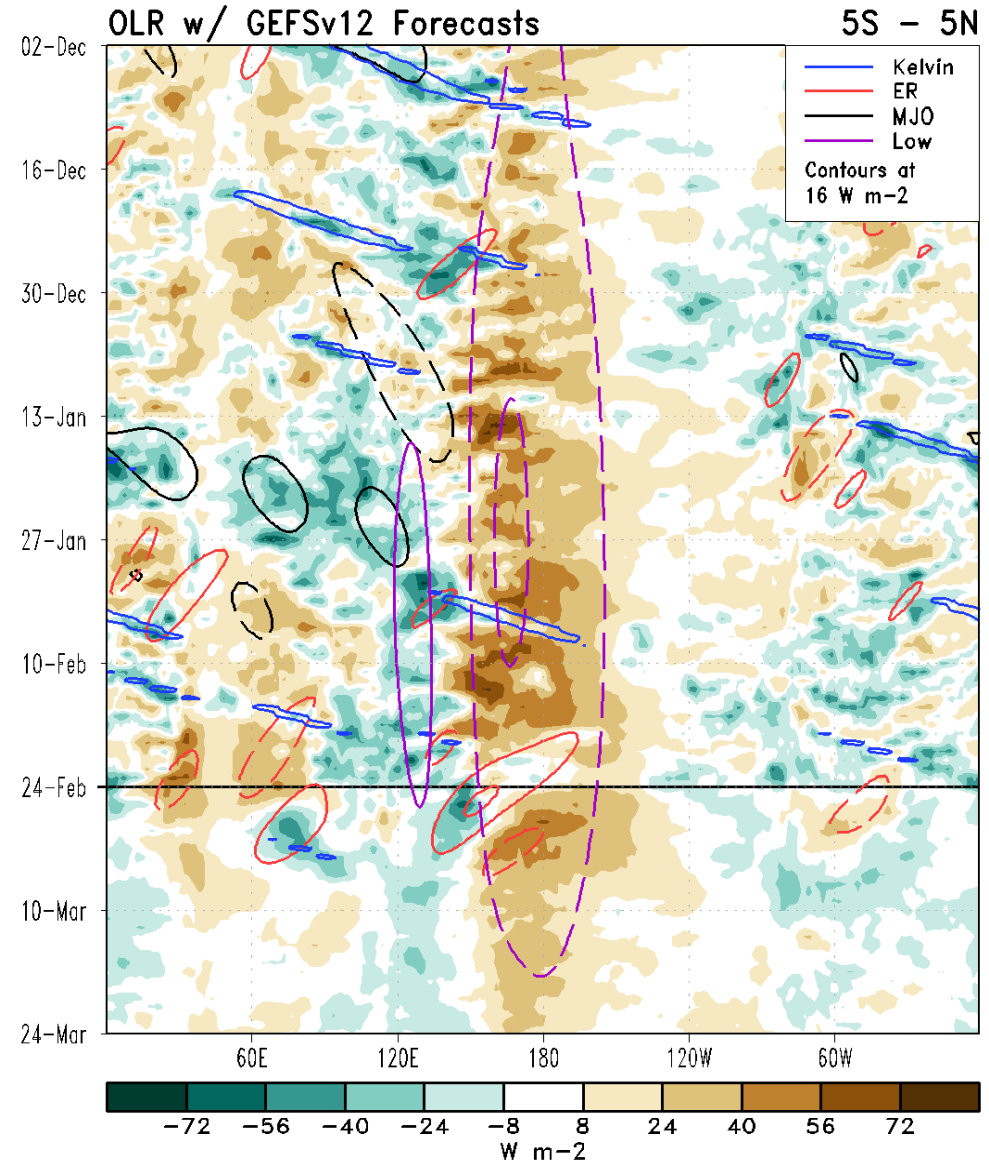 OLR w/ GEFSv12 Forecasts 5S - 5N
02-Dec
16-Dec
30-Dec
13-Jan
27-Jan
10-Feb
24-Feb
10-Mar
24-Mar
Kelvin
ER
MJO
Low
Contours at
16 W m-2
60E 120E 180 120W 60W
-72 -56 -40 -24 -8 8 24 40 56 72
W m-2